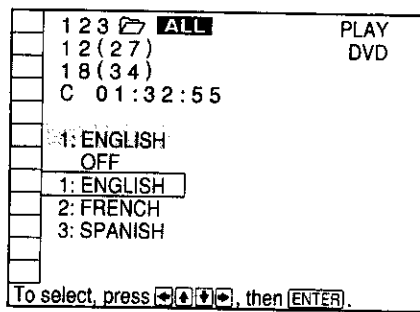 123 ALL PLAY
12(27) DVD
18(34)
C 01:32:55
1: ENGLISH
OFF
1: ENGLISH
2: FRENCH
3: SPANISH
To select, press ←↑↓→, then ENTER.